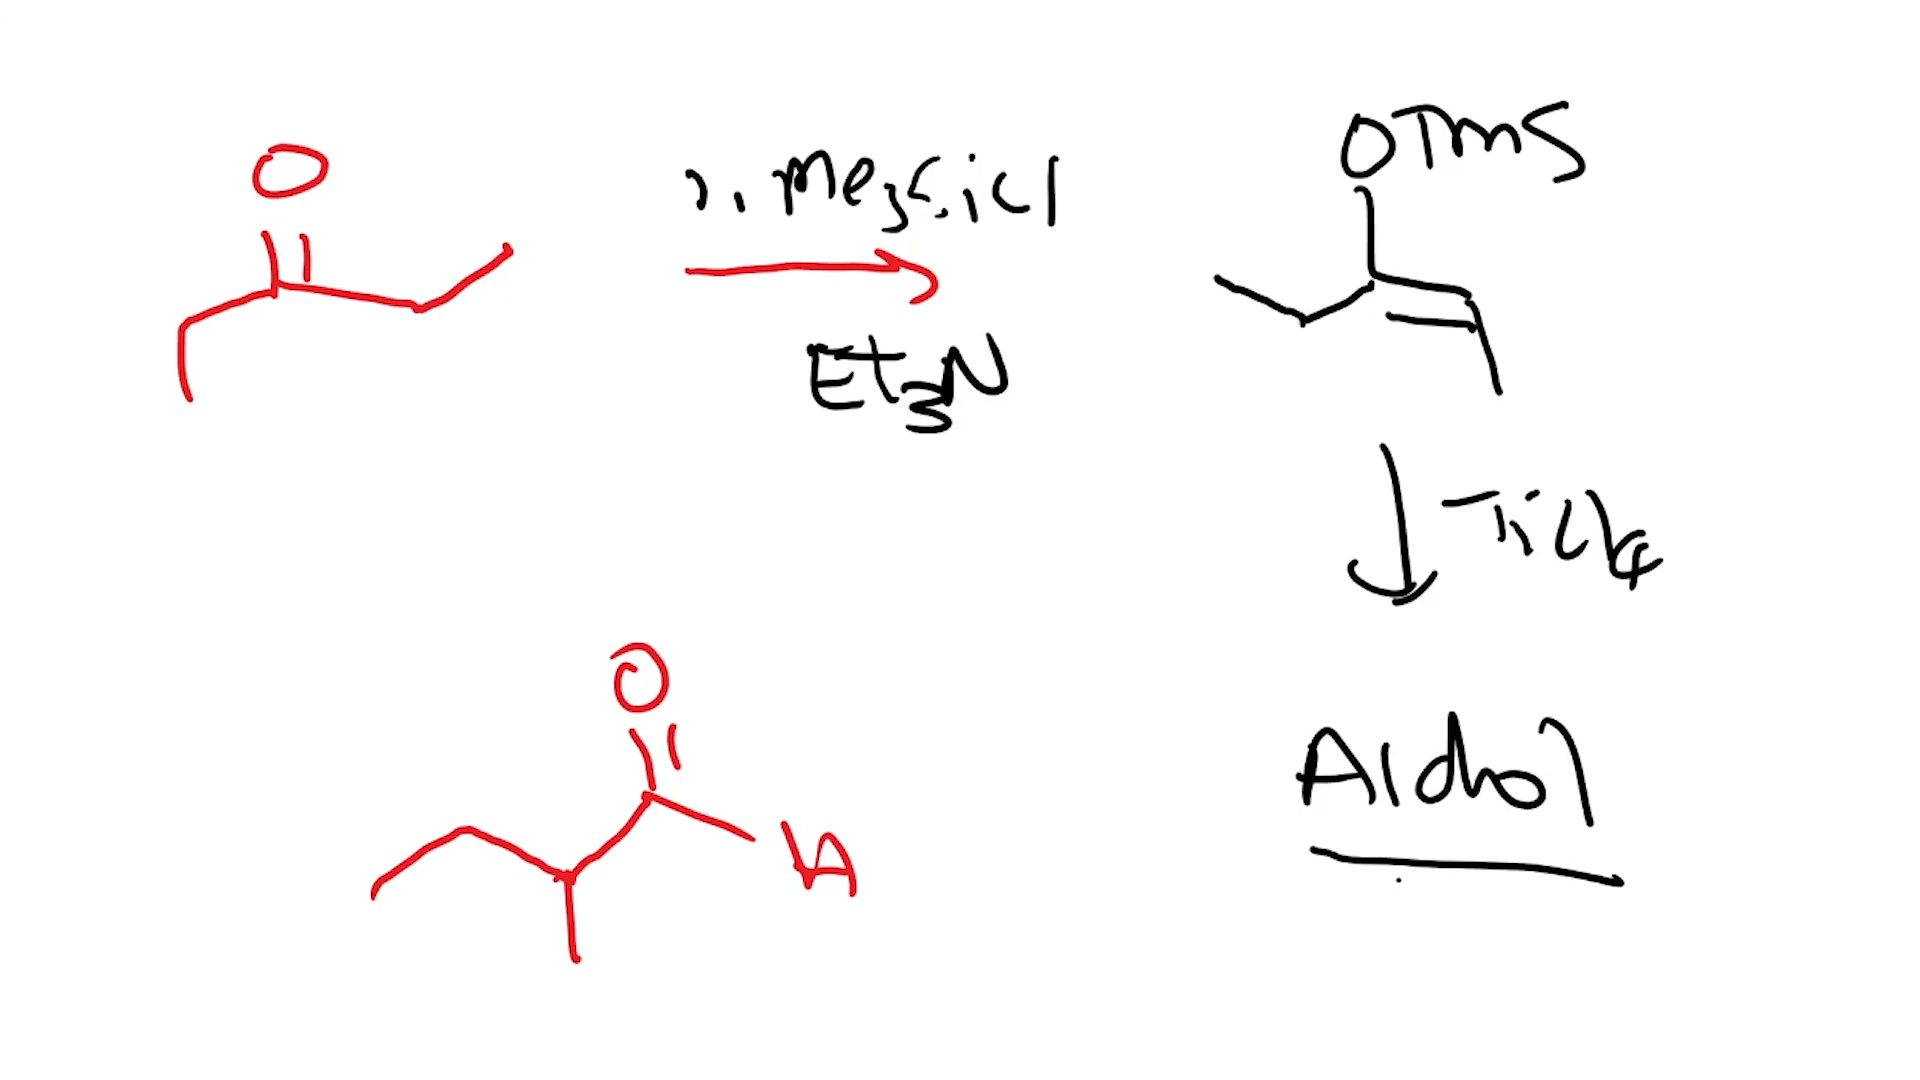 O
1. Me3SiCl
Et3N
OTMS
TiCl4
O
H
Aldol